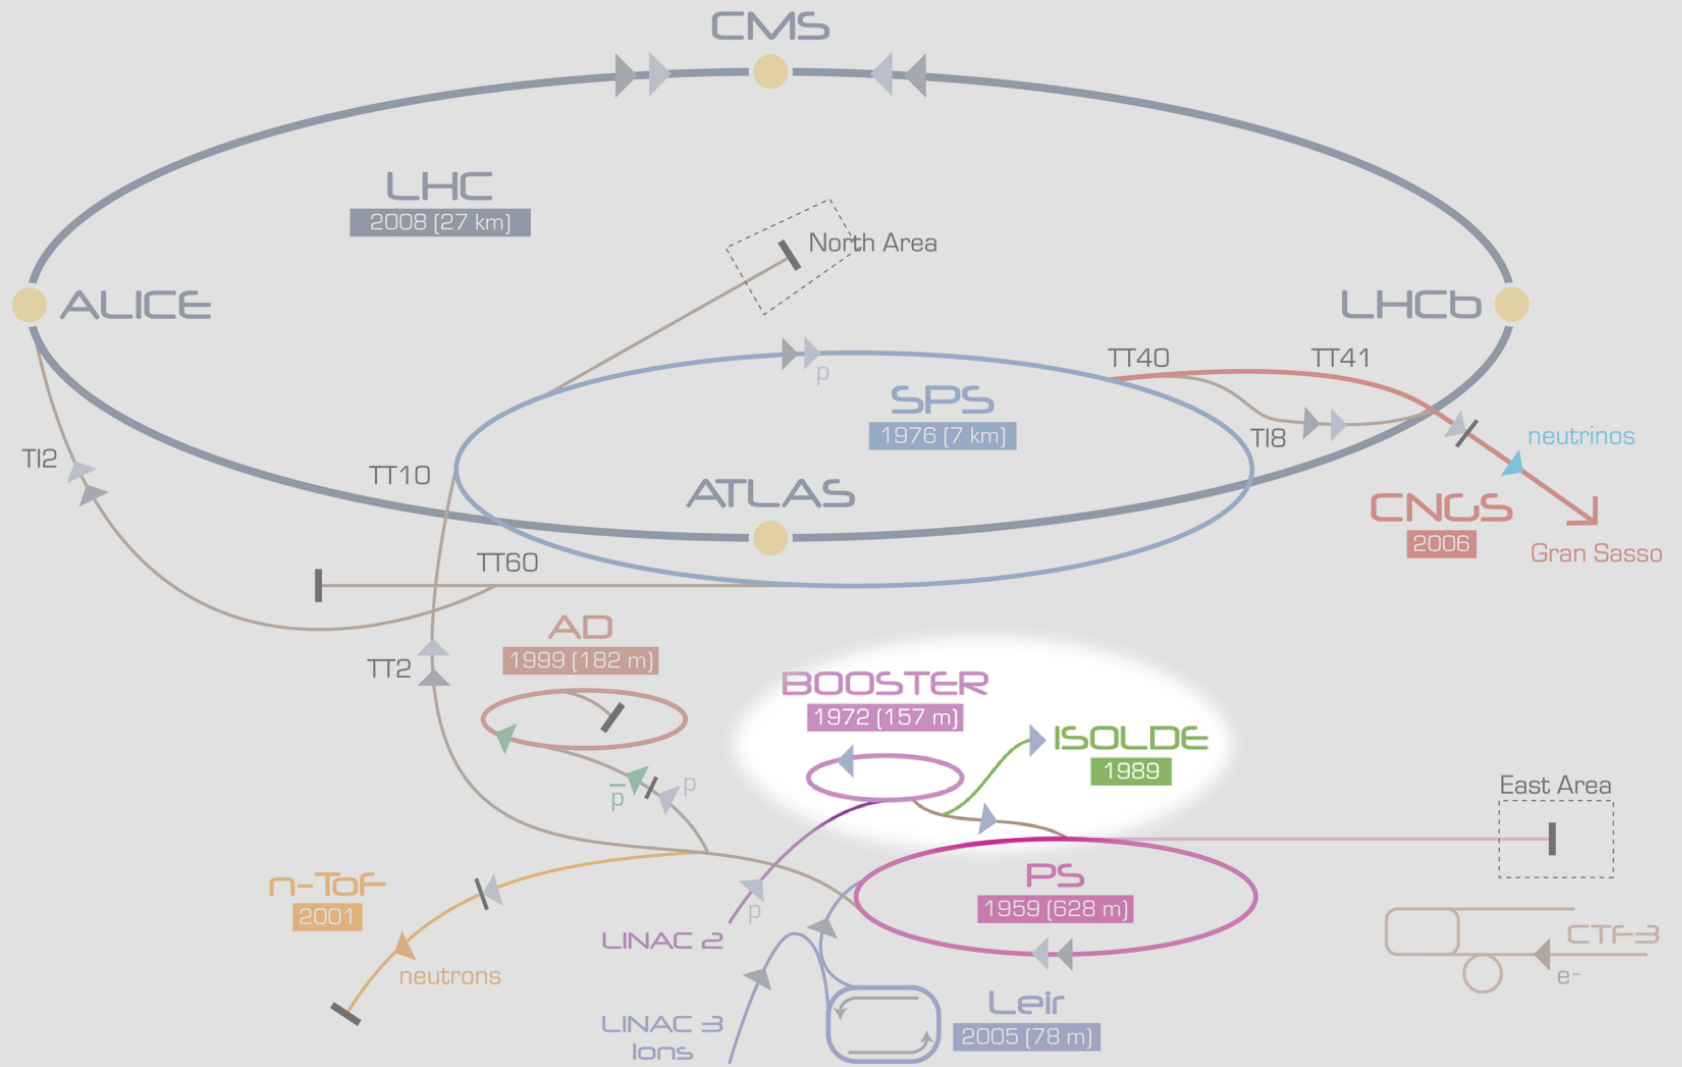 CMS
LHC
2008 (27 km)
North Area
ALICE
LHCb
TT40
TT41
p
SPS
1976 (7 km)
TI8
neutrinos
TI2
TT10
ATLAS
CNGS
2006
Gran Sasso
TT60
AD
1999 (182 m)
TT2
BOOSTER
1972 (157 m)
ISOLDE
1989
p̅
p
East Area
n-ToF
2001
neutrons
p
LINAC 2
PS
1959 (628 m)
CTF-3
e⁻
LINAC 3
Ions
Leir
2005 (78 m)